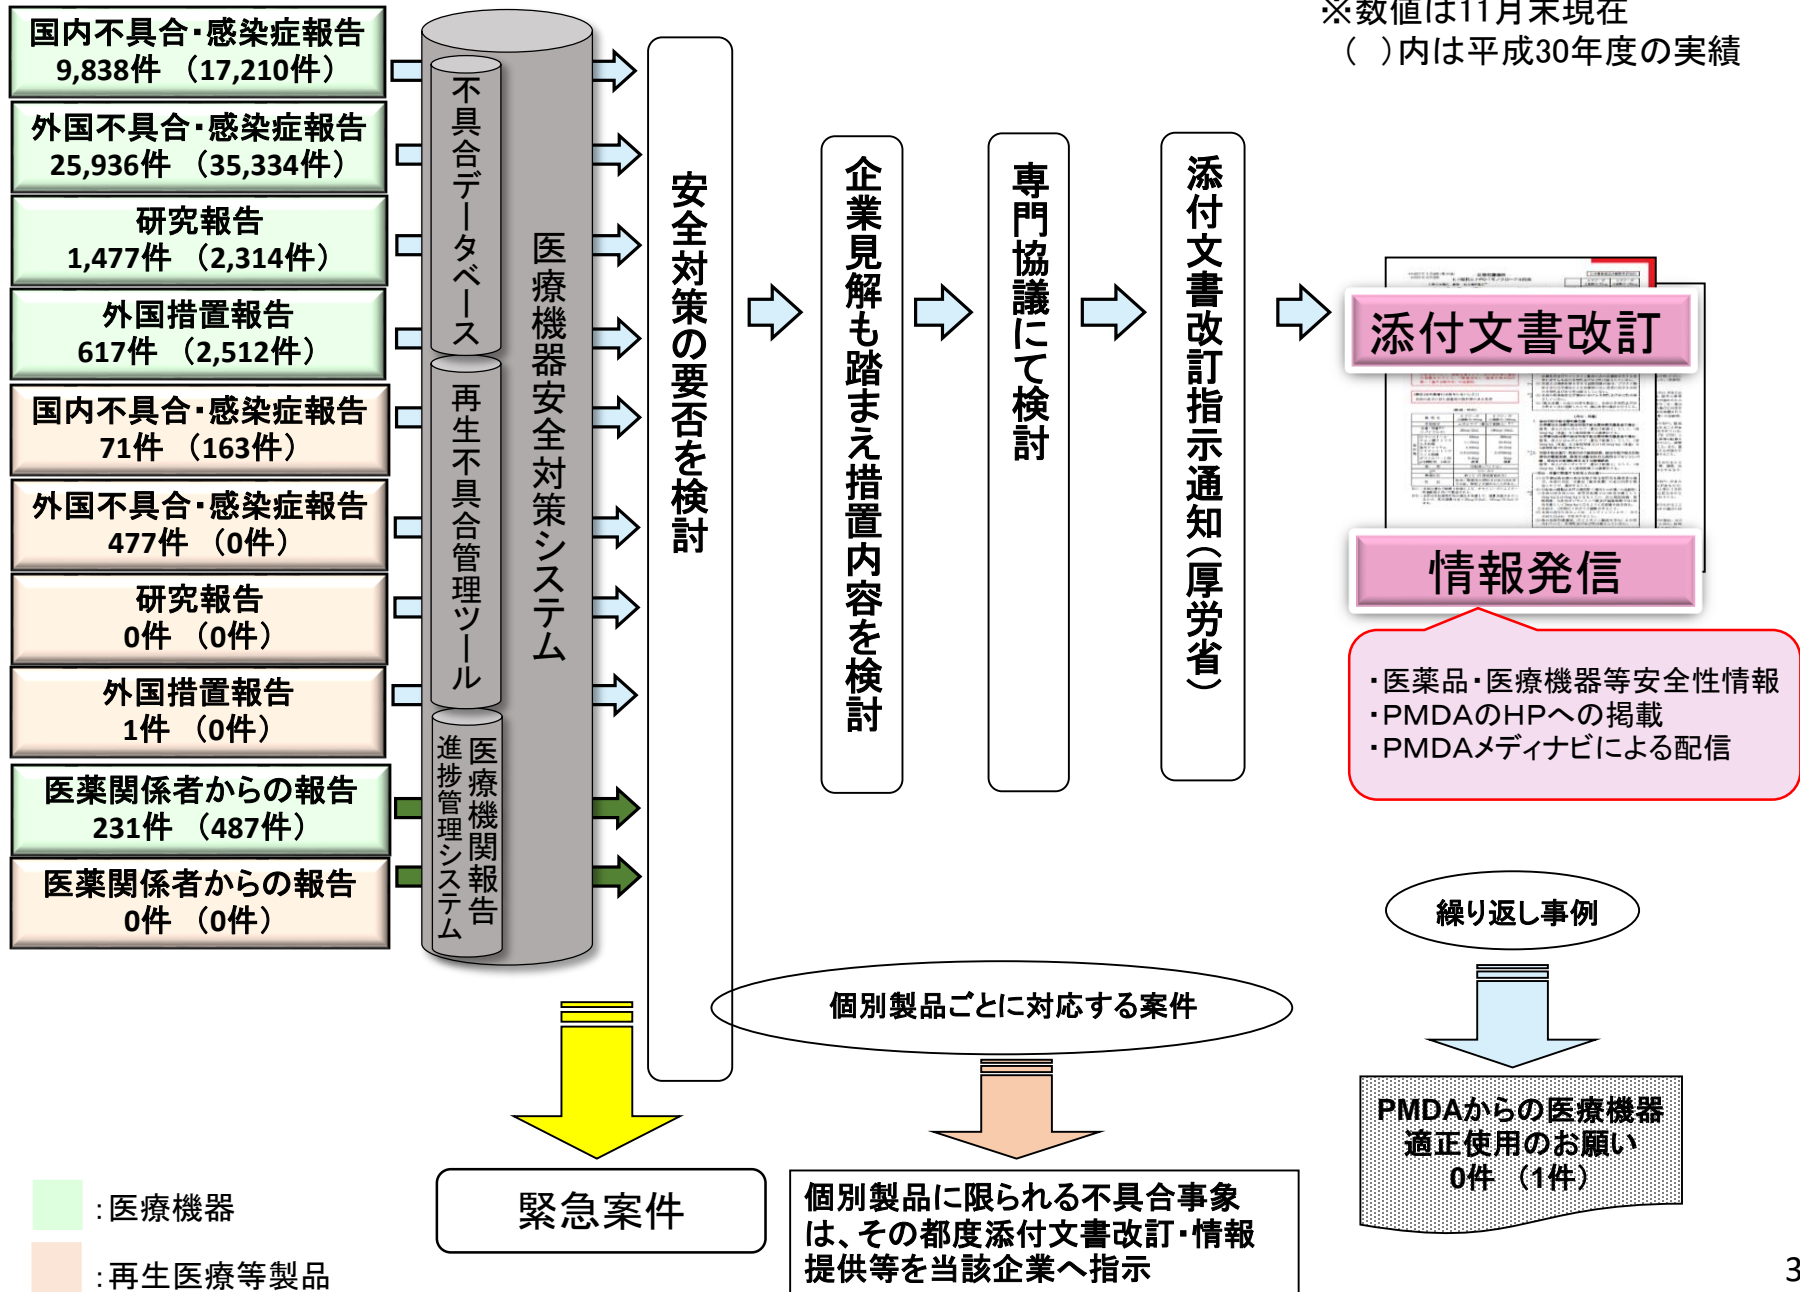 ※数値は11月末現在
（　）内は平成30年度の実績
国内不具合・感染症報告
9,838件　（17,210件）
外国不具合・感染症報告
25,936件　（35,334件）
研究報告
1,477件　（2,314件）
外国措置報告
617件　（2,512件）
国内不具合・感染症報告
71件　（163件）
外国不具合・感染症報告
477件　（0件）
研究報告
0件　（0件）
外国措置報告
1件　（0件）
医薬関係者からの報告
231件　（487件）
医薬関係者からの報告
0件　（0件）
不具合データベース
再生不具合管理ツール
医療機関報告
進捗管理システム
医療機器安全対策システム
安全対策の要否を検討
企業見解も踏まえ措置内容を検討
専門協議にて検討
添付文書改訂指示通知（厚労省）
添付文書改訂
情報発信
・医薬品・医療機器等安全性情報
・PMDAのHPへの掲載
・PMDAメディナビによる配信
繰り返し事例
個別製品ごとに対応する案件
PMDAからの医療機器
適正使用のお願い
0件　（1件）
緊急案件
個別製品に限られる不具合事象
は、その都度添付文書改訂・情報
提供等を当該企業へ指示
：医療機器
：再生医療等製品
3